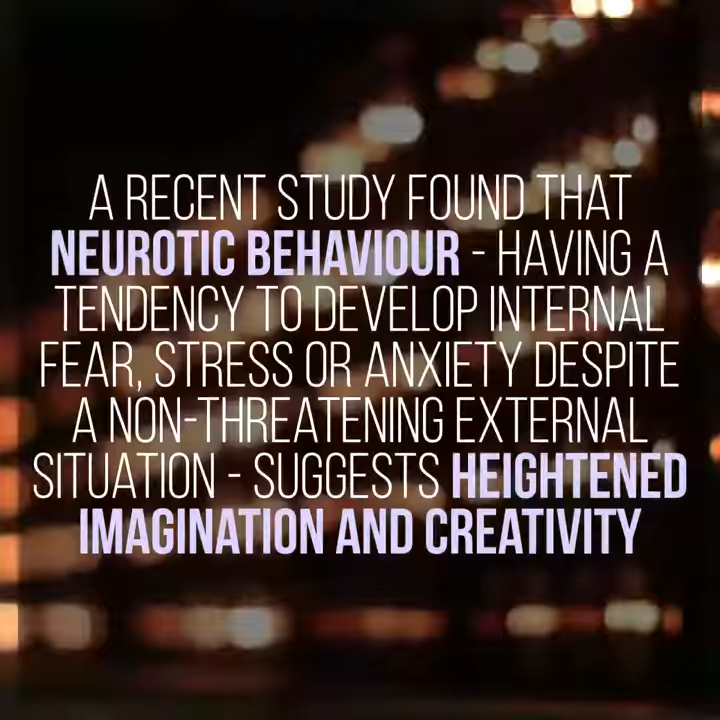 A RECENT STUDY FOUND THAT
NEUROTIC BEHAVIOUR - HAVING A
TENDENCY TO DEVELOP INTERNAL
FEAR, STRESS OR ANXIETY DESPITE
A NON-THREATENING EXTERNAL
SITUATION - SUGGESTS HEIGHTENED
IMAGINATION AND CREATIVITY